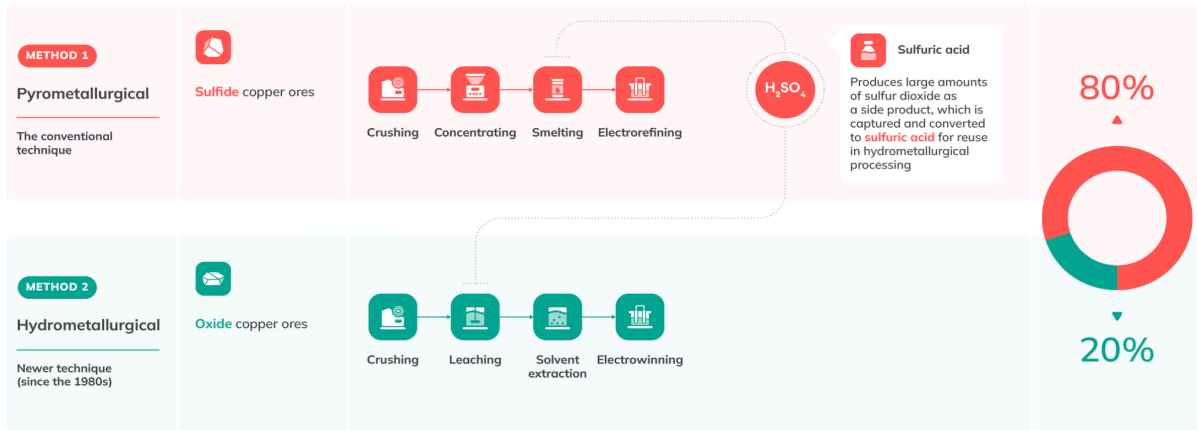 METHOD 1
Pyrometallurgical
The conventional
technique
Sulfide copper ores
Crushing
Concentrating
Smelting
Electrorefining
H₂SO₄
Sulfuric acid
Produces large amounts
of sulfur dioxide as
a side product, which is
captured and converted
to sulfuric acid for reuse
in hydrometallurgical
processing
80%
METHOD 2
Hydrometallurgical
Newer technique
(since the 1980s)
Oxide copper ores
Crushing
Leaching
Solvent
extraction
Electrowinning
20%